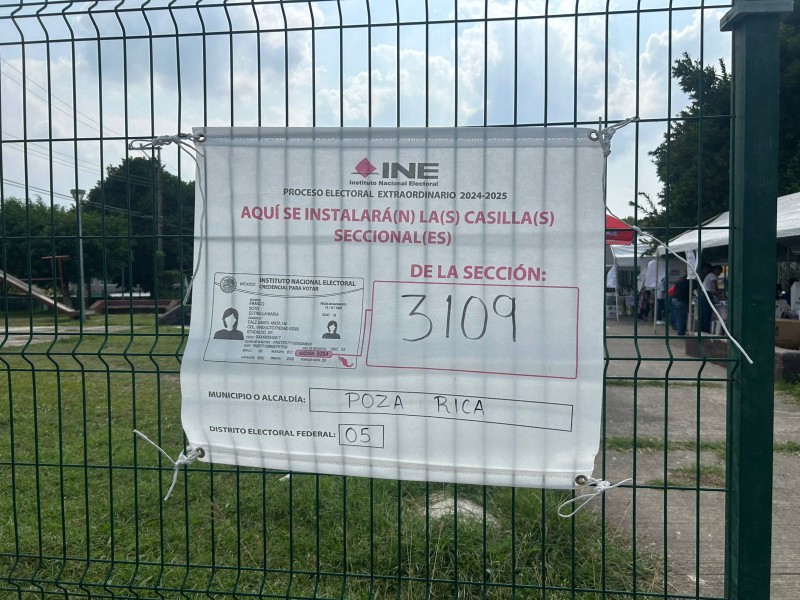 INE
Instituto Nacional Electoral
PROCESO ELECTORAL EXTRAORDINARIO 2024-2025
AQUÍ SE INSTALARÁ(N) LA(S) CASILLA(S)
SECCIONAL(ES)
DE LA SECCIÓN:
3109
MÉXICO INSTITUTO NACIONAL ELECTORAL
CREDENCIAL PARA VOTAR
MUNICIPIO O ALCALDÍA: POZA RICA
DISTRITO ELECTORAL FEDERAL: 05